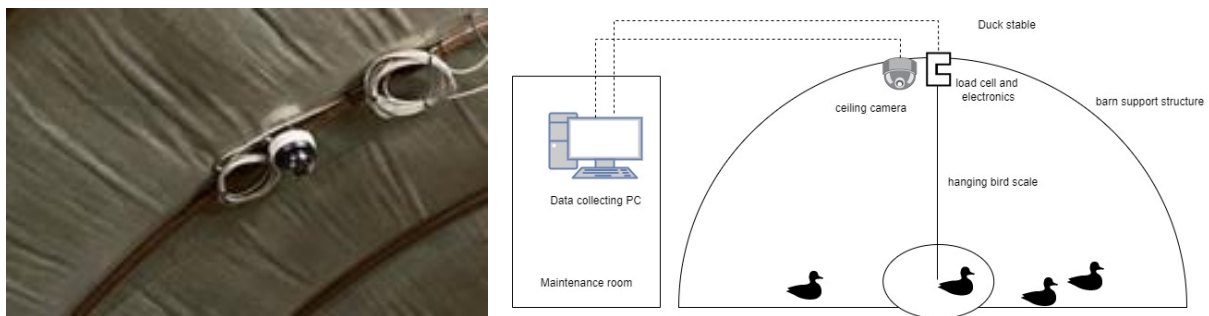 Duck stable
ceiling camera
load cell and
electronics
barn support structure
hanging bird scale
Data collecting PC
Maintenance room